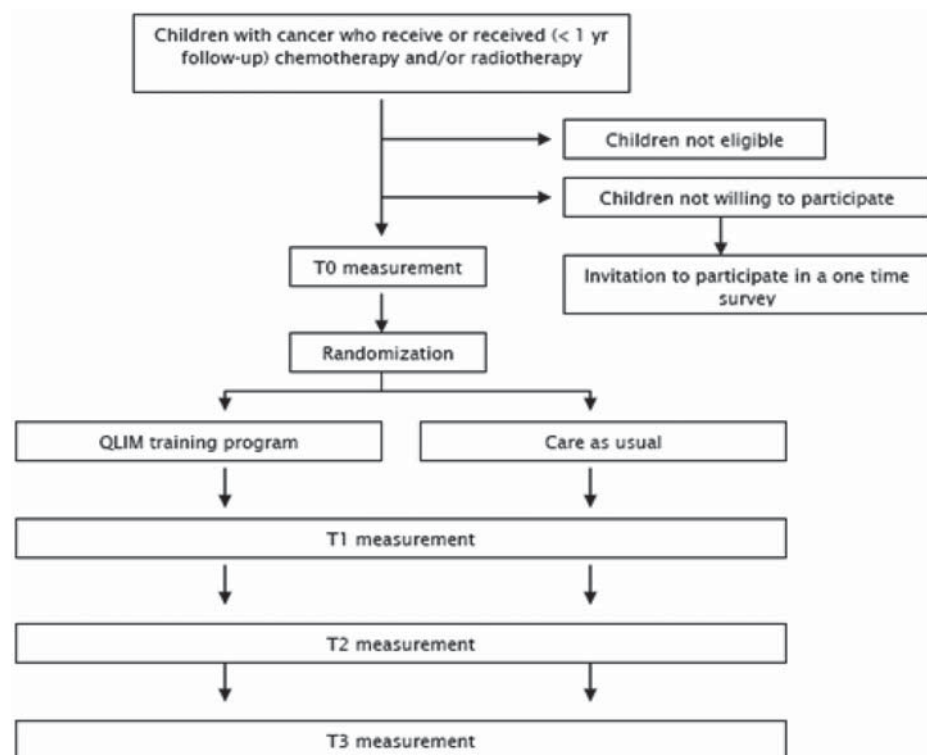 Children with cancer who receive or received (< 1 yr
follow-up) chemotherapy and/or radiotherapy
Children not eligible
Children not willing to participate
T0 measurement
Invitation to participate in a one time
survey
Randomization
QLIM training program
Care as usual
T1 measurement
T2 measurement
T3 measurement